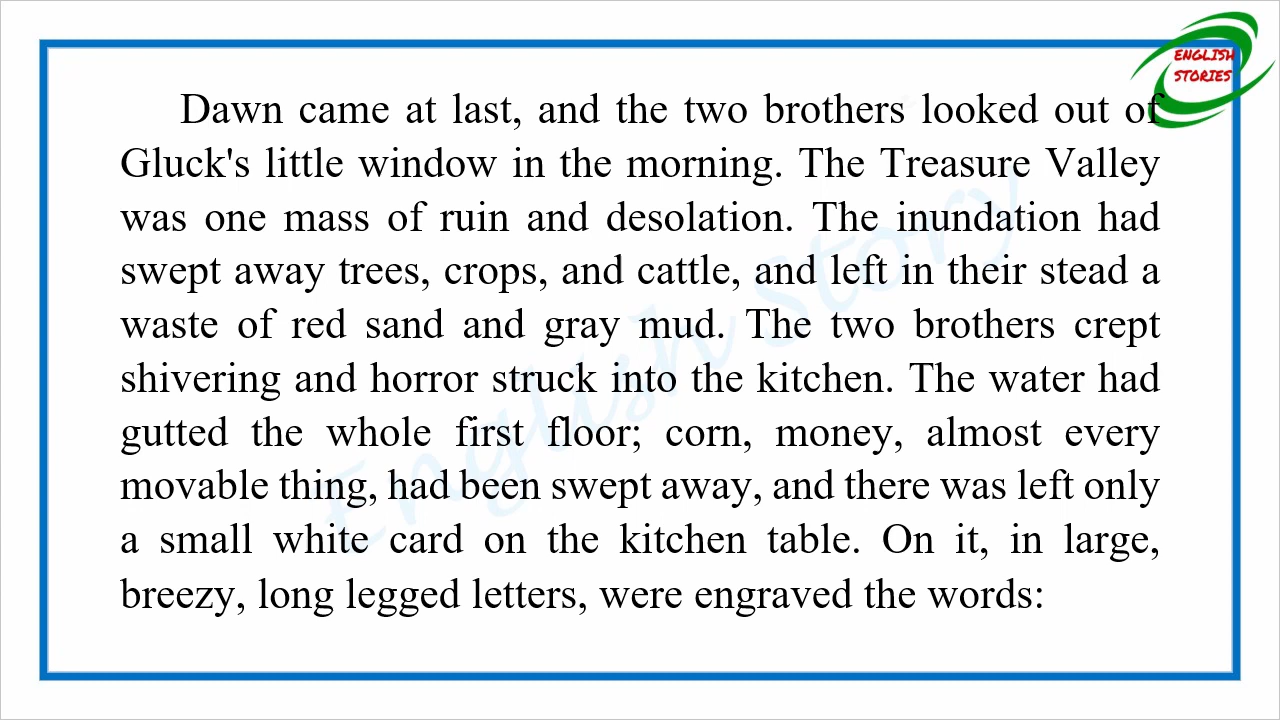 ENGLISH
STORIES
Dawn came at last, and the two brothers looked out of
Gluck's little window in the morning. The Treasure Valley
was one mass of ruin and desolation. The inundation had
swept away trees, crops, and cattle, and left in their stead a
waste of red sand and gray mud. The two brothers crept
shivering and horror struck into the kitchen. The water had
gutted the whole first floor; corn, money, almost every
movable thing, had been swept away, and there was left only
a small white card on the kitchen table. On it, in large,
breezy, long legged letters, were engraved the words:
English Story